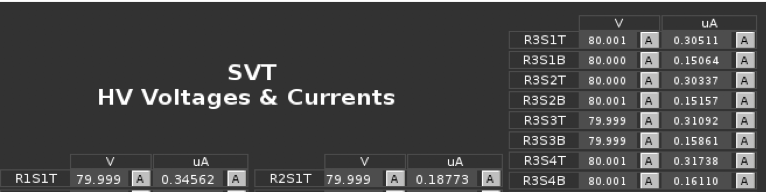 V uA
R3S1T 80.001 A 0.30511 A
R3S1B 80.000 A 0.15064 A
R3S2T 80.000 A 0.30337 A
R3S2B 80.001 A 0.15157 A
R3S3T 79.999 A 0.31092 A
R3S3B 79.999 A 0.15861 A
R3S4T 80.001 A 0.31738 A
R3S4B 80.001 A 0.16110 A
SVT
HV Voltages & Currents
V uA V uA
R1S1T 79.999 A 0.34562 A R2S1T 79.999 A 0.18773 A